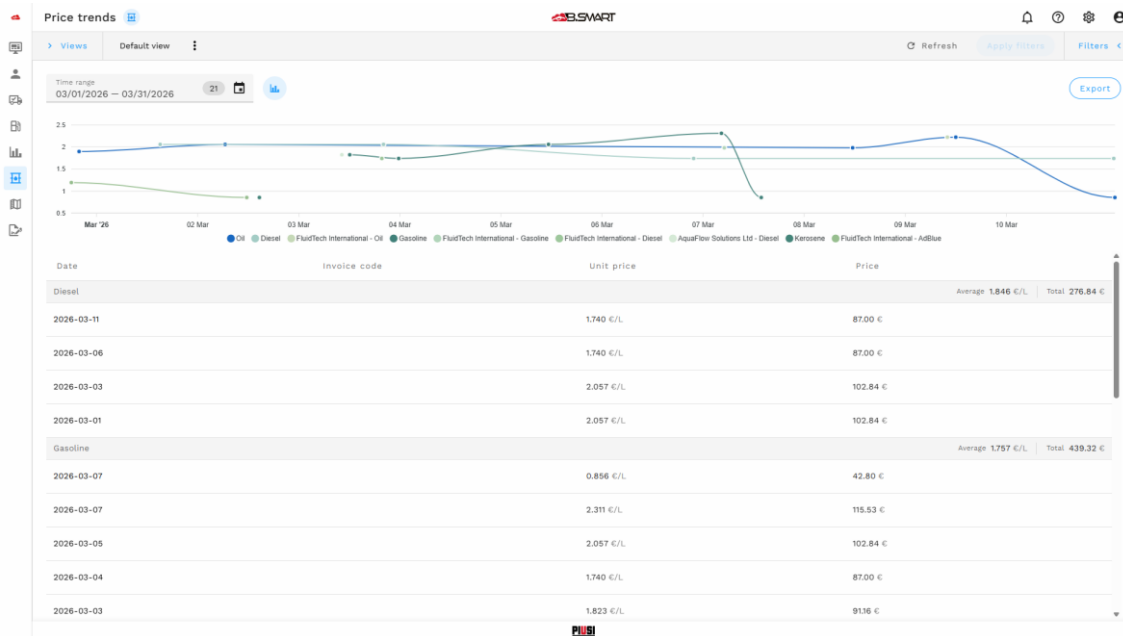 Price trends
B.SMART
Views
Default view
Refresh
Apply filters
Filters
Time range
03/01/2026 — 03/31/2026
21
Export
2.5
2
1.5
1
0.5
Mar '26
02 Mar
03 Mar
04 Mar
05 Mar
06 Mar
07 Mar
08 Mar
09 Mar
10 Mar
Oil
Diesel
FluidTech International - Oil
Gasoline
FluidTech International - Gasoline
FluidTech International - Diesel
AquaFlow Solutions Ltd - Diesel
Kerosene
FluidTech International - AdBlue
Date Invoice code Unit price Price
Diesel Average 1.846 €/L Total 276.84 €
2026-03-11 1.740 €/L 87.00 €
2026-03-06 1.740 €/L 87.00 €
2026-03-03 2.057 €/L 102.84 €
2026-03-01 2.057 €/L 102.84 €
Gasoline Average 1.757 €/L Total 439.32 €
2026-03-07 0.856 €/L 42.80 €
2026-03-07 2.311 €/L 115.53 €
2026-03-05 2.057 €/L 102.84 €
2026-03-04 1.740 €/L 87.00 €
2026-03-03 1.823 €/L 91.16 €
PIUSI